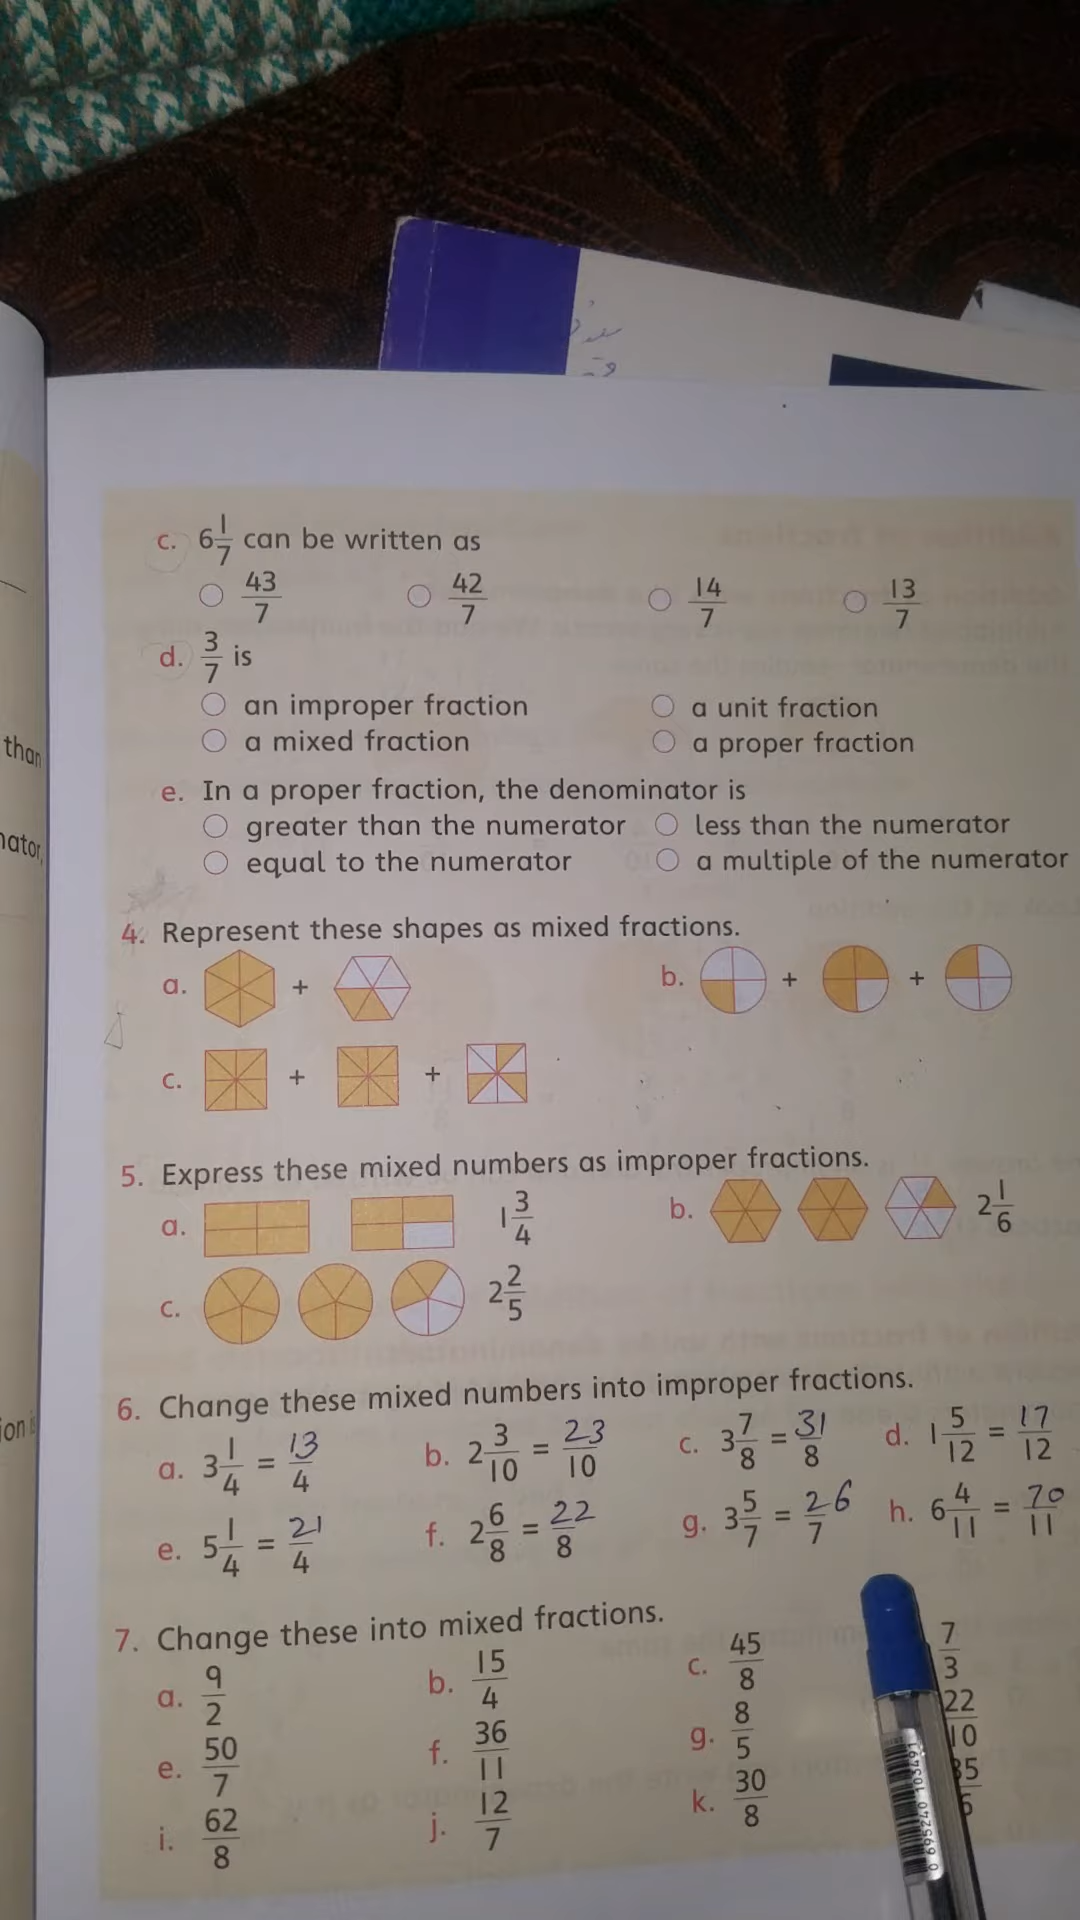 c. 6 1/7 can be written as
43/7 42/7 14/7 13/7
d. 3/7 is
an improper fraction a unit fraction
than
a mixed fraction a proper fraction
e. In a proper fraction, the denominator is
greater than the numerator less than the numerator
equal to the numerator a multiple of the numerator
4. Represent these shapes as mixed fractions.
a. + b. + +
c. + +
5. Express these mixed numbers as improper fractions.
a. 1 3/4 b. 2 1/6
c. 2 2/5
6. Change these mixed numbers into improper fractions.
a. 3 1/4 = 13/4 b. 2 3/10 = 23/10 c. 3 7/8 = 31/8 d. 1 5/12 = 17/12
e. 5 1/4 = 21/4 f. 2 6/8 = 22/8 g. 3 5/7 = 26/7 h. 6 4/11 = 70/11
7. Change these into mixed fractions.
a. 9/2 b. 15/4 c. 45/8 7/3
e. 50/7 f. 36/11 g. 8/5 22/10
i. 62/8 j. 12/7 k. 30/8
0 695240 103491